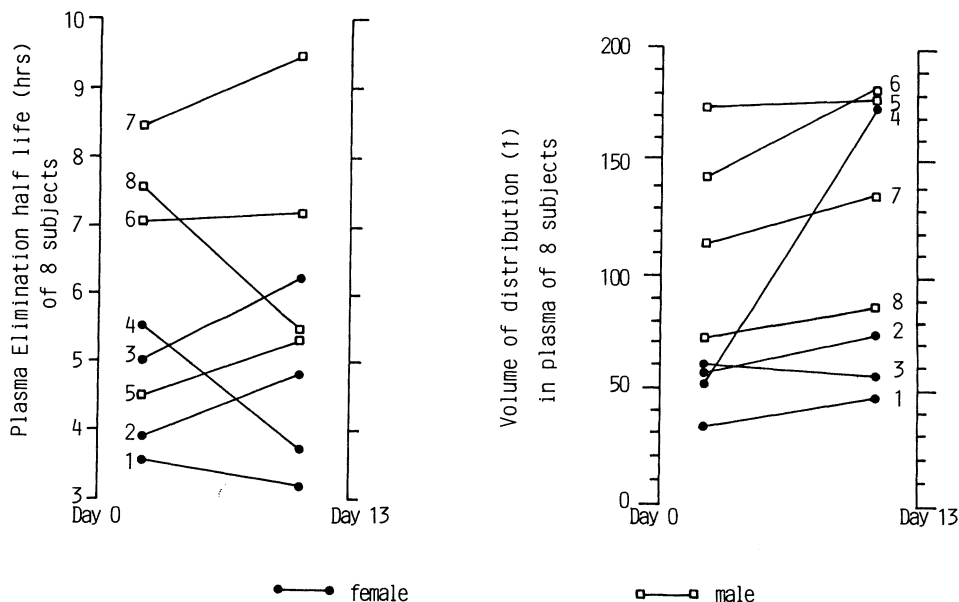 Plasma Elimination half life (hrs)
of 8 subjects
10
9
8
7
6
5
4
3
7
8
6
4
3
5
2
1
Day 0
Day 13
Volume of distribution (1)
in plasma of 8 subjects
200
150
100
50
0
6
5
4
7
8
2
3
1
Day 0
Day 13
female
male